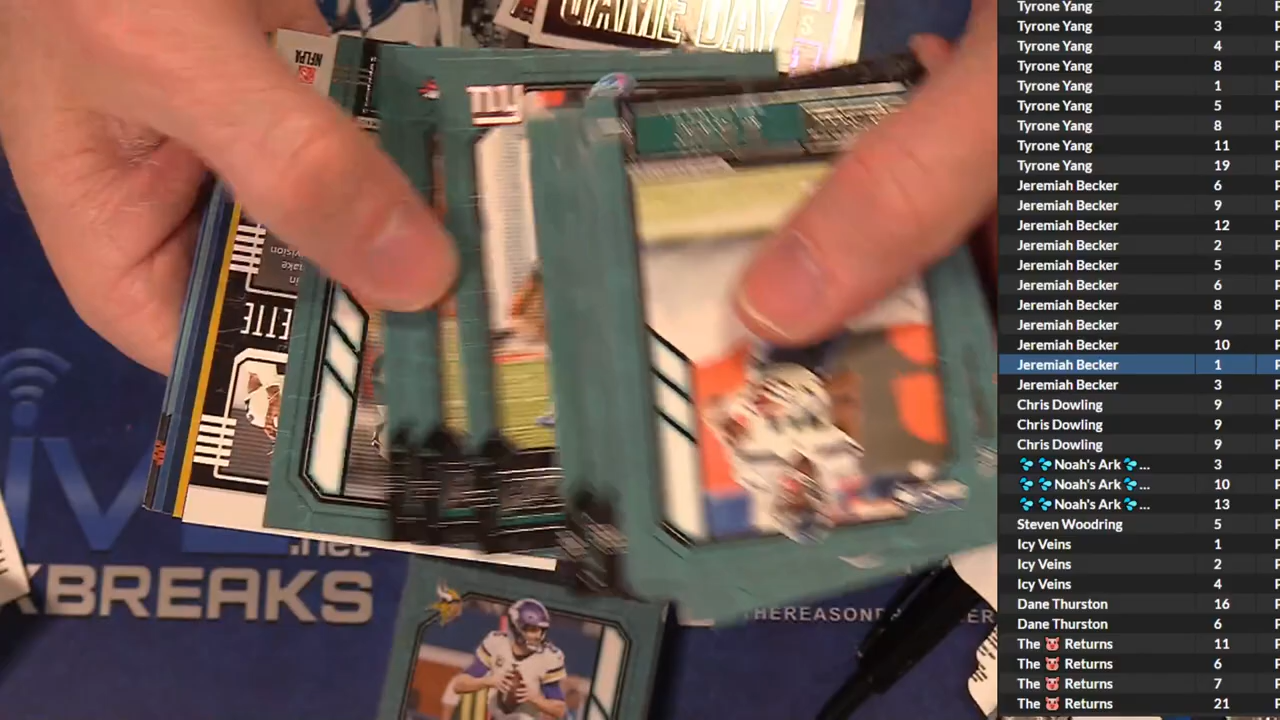 GAME DAY
NFLPA
ny
ETTE
.net
KBREAKS
THEREASON
Tyrone Yang 2
Tyrone Yang 3
Tyrone Yang 4
Tyrone Yang 8
Tyrone Yang 1
Tyrone Yang 5
Tyrone Yang 8
Tyrone Yang 11
Tyrone Yang 19
Jeremiah Becker 6
Jeremiah Becker 9
Jeremiah Becker 12
Jeremiah Becker 2
Jeremiah Becker 5
Jeremiah Becker 6
Jeremiah Becker 8
Jeremiah Becker 9
Jeremiah Becker 10
Jeremiah Becker 1
Jeremiah Becker 3
Chris Dowling 9
Chris Dowling 9
Chris Dowling 9
Noah's Ark ... 3
Noah's Ark ... 10
Noah's Ark ... 13
Steven Woodring 5
Icy Veins 1
Icy Veins 2
Icy Veins 4
Dane Thurston 16
Dane Thurston 6
The 🐷 Returns 11
The 🐷 Returns 6
The 🐷 Returns 7
The 🐷 Returns 21